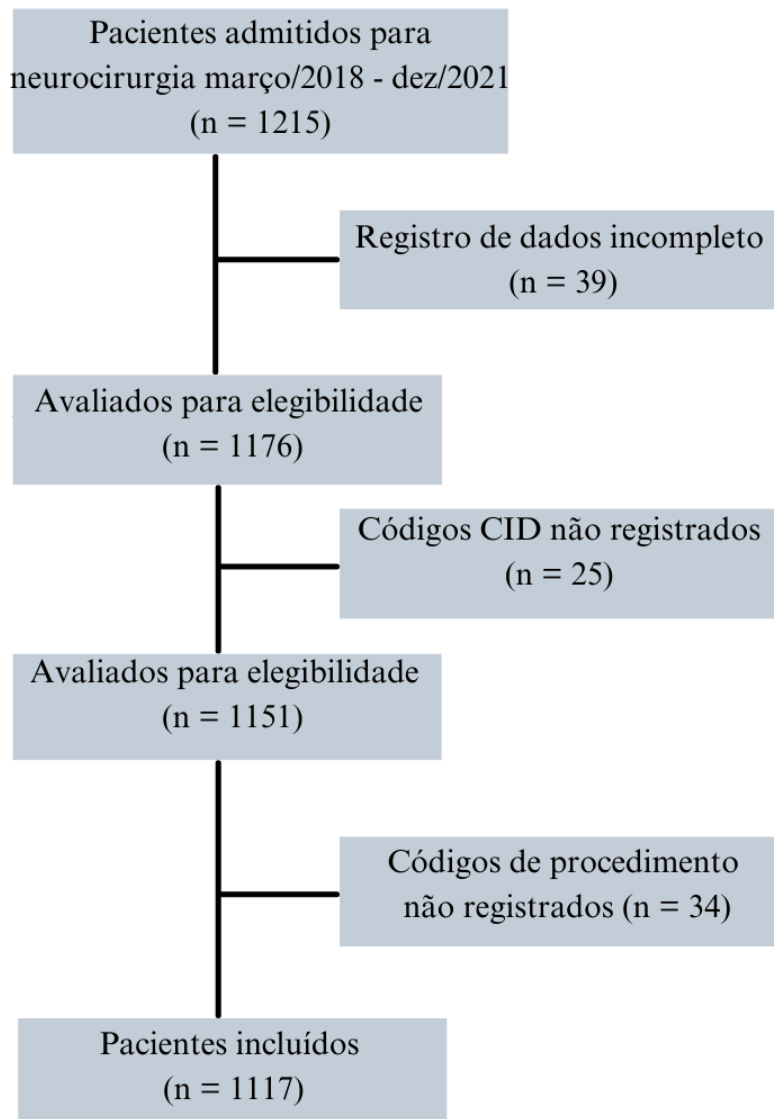 Pacientes admitidos para
neurocirurgia março/2018 - dez/2021
(n = 1215)
Registro de dados incompleto
(n = 39)
Avaliados para elegibilidade
(n = 1176)
Códigos CID não registrados
(n = 25)
Avaliados para elegibilidade
(n = 1151)
Códigos de procedimento
não registrados (n = 34)
Pacientes incluídos
(n = 1117)